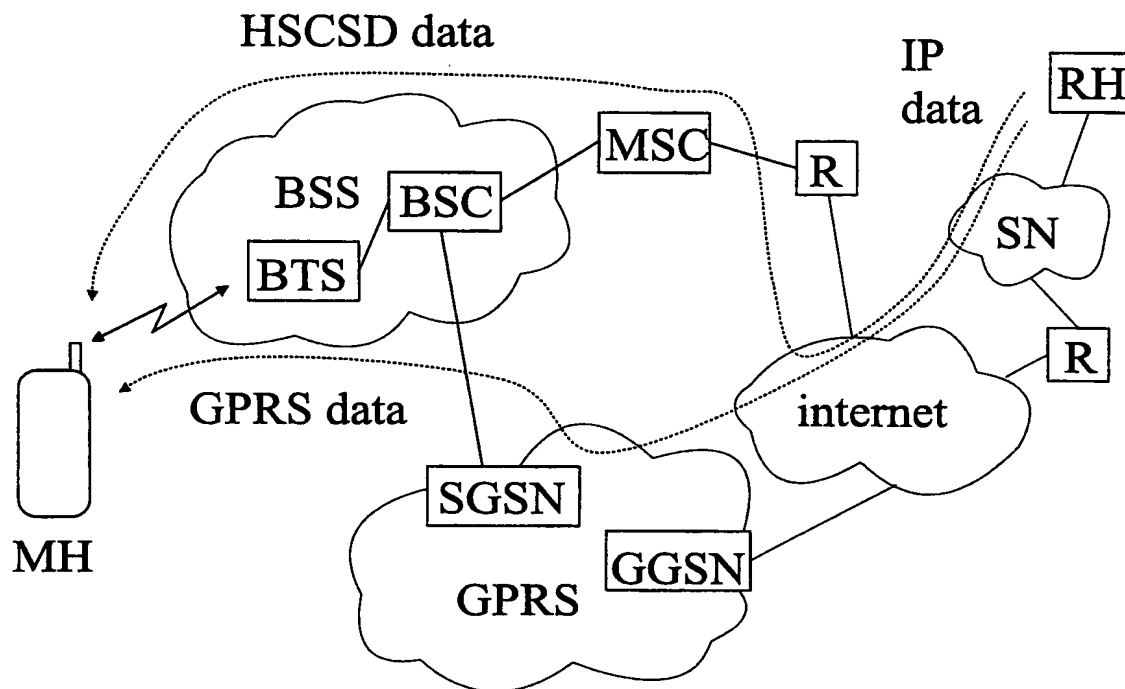 HSCSD data
IP
data
RH
MSC
R
BSS
BSC
SN
BTS
R
GPRS data
internet
SGSN
MH
GGSN
GPRS